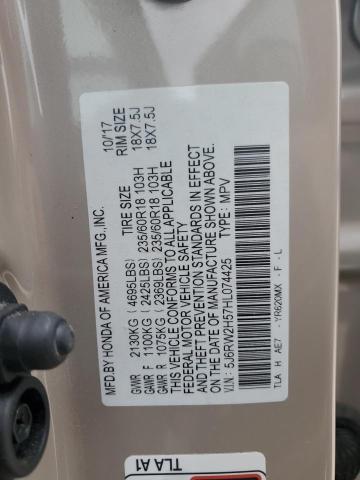 MFD.BY HONDA OF AMERICA MFG.,INC. 10/'17
TIRE SIZE RIM SIZE
GVWR 2130KG (4695LBS)
GAWR F 1100KG (2425LBS) 235/60R18 103H 18X7.5J
GAWR R 1075KG (2369LBS) 235/60R18 103H 18X7.5J
THIS VEHICLE CONFORMS TO ALL APPLICABLE
FEDERAL MOTOR VEHICLE SAFETY
AND THEFT PREVENTION STANDARDS IN EFFECT
ON THE DATE OF MANUFACTURE SHOWN ABOVE.
V.I.N.: 5J6RW2H57HL074425 TYPE: MPV
TLA H AE7 - YR620MX - F - L
TLA A1